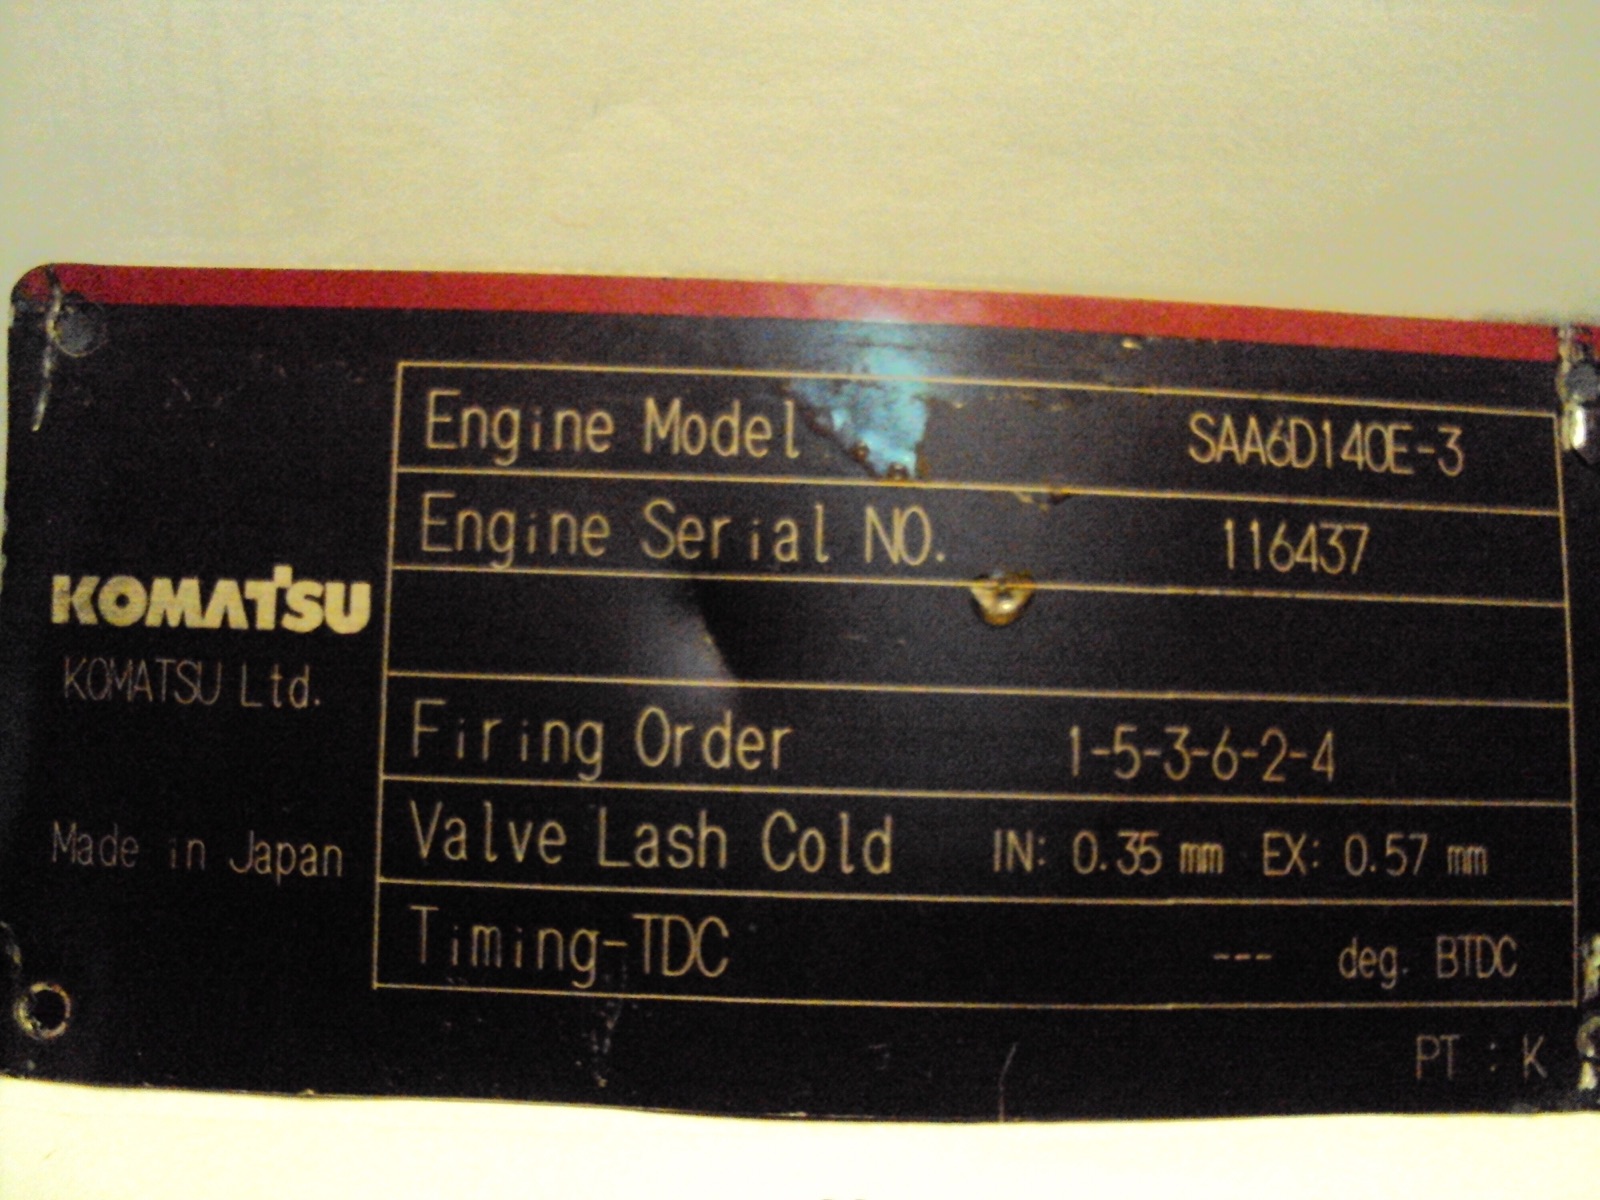 Engine Model SAA6D140E-3
Engine Serial NO. 116437
KOMATSU
KOMATSU Ltd.
Firing Order 1-5-3-6-2-4
Valve Lash Cold IN: 0.35 mm EX: 0.57 mm
Made in Japan
Timing-TDC --- deg. BTDC
PT : K